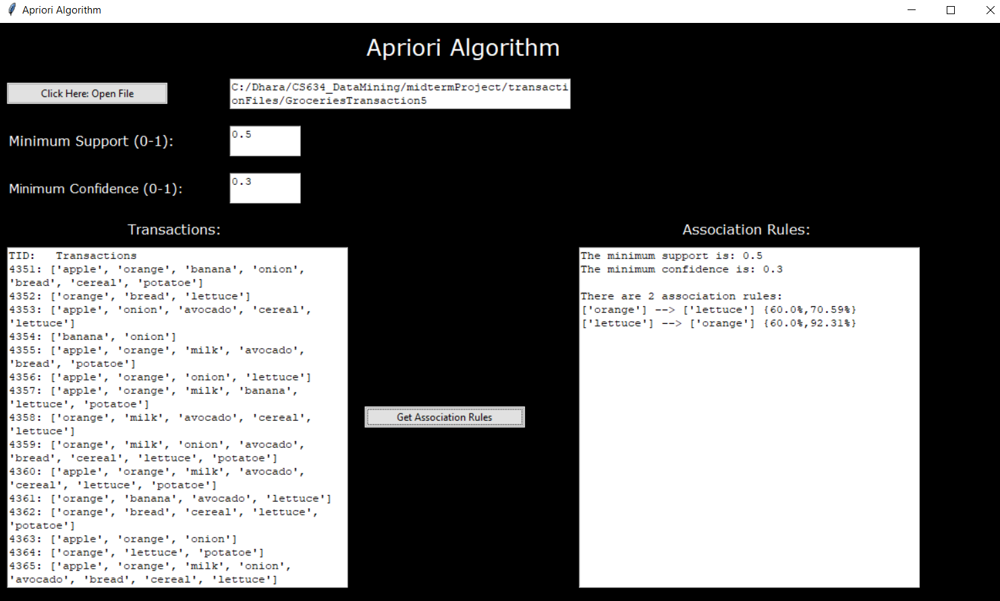 Apriori Algorithm
Apriori Algorithm
Click Here: Open File
C:/Dhara/CS634_DataMining/midtermProject/transacti
onFiles/GroceriesTransaction5
Minimum Support (0-1):
0.5
Minimum Confidence (0-1):
0.3
Transactions:
TID:   Transactions
4351: ['apple', 'orange', 'banana', 'onion',
'bread', 'cereal', 'potatoe']
4352: ['orange', 'bread', 'lettuce']
4353: ['apple', 'onion', 'avocado', 'cereal',
'lettuce']
4354: ['banana', 'onion']
4355: ['apple', 'orange', 'milk', 'avocado',
'bread', 'potatoe']
4356: ['apple', 'orange', 'onion', 'lettuce']
4357: ['apple', 'orange', 'milk', 'banana',
'lettuce', 'potatoe']
4358: ['orange', 'milk', 'avocado', 'cereal',
'lettuce']
4359: ['orange', 'milk', 'onion', 'avocado',
'bread', 'cereal', 'lettuce', 'potatoe']
4360: ['apple', 'orange', 'milk', 'avocado',
'cereal', 'lettuce', 'potatoe']
4361: ['orange', 'banana', 'avocado', 'lettuce']
4362: ['orange', 'bread', 'cereal', 'lettuce',
'potatoe']
4363: ['apple', 'orange', 'onion']
4364: ['orange', 'lettuce', 'potatoe']
4365: ['apple', 'orange', 'milk', 'onion',
'avocado', 'bread', 'cereal', 'lettuce']
Get Association Rules
Association Rules:
The minimum support is: 0.5
The minimum confidence is: 0.3
There are 2 association rules:
['orange'] --> ['lettuce'] {60.0%,70.59%}
['lettuce'] --> ['orange'] {60.0%,92.31%}